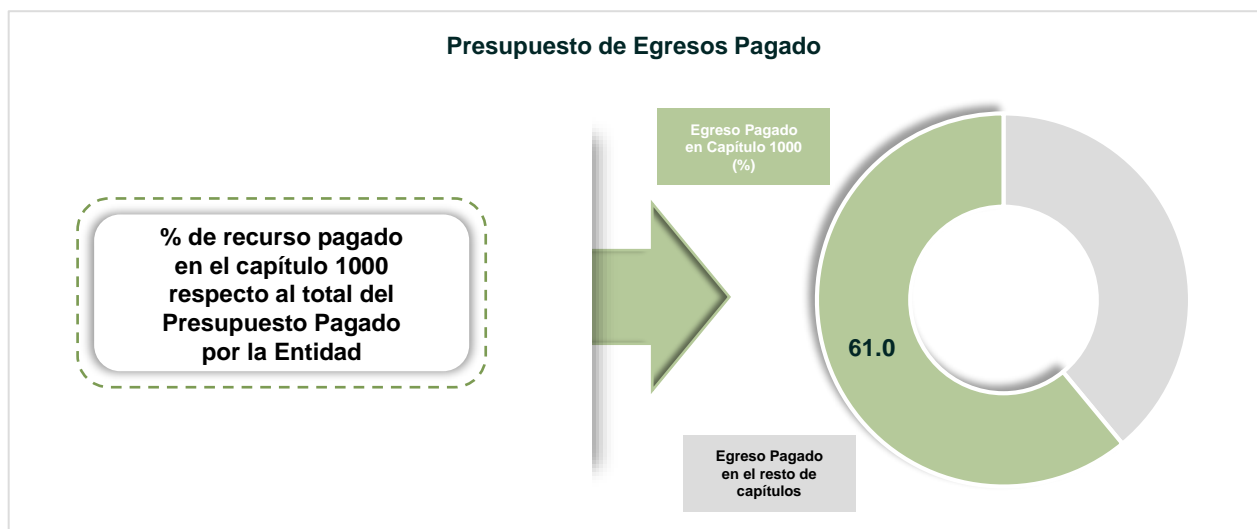 Presupuesto de Egresos Pagado
Egreso Pagado
en Capítulo 1000
(%)
% de recurso pagado
en el capítulo 1000
respecto al total del
Presupuesto Pagado
por la Entidad
61.0
Egreso Pagado
en el resto de
capítulos